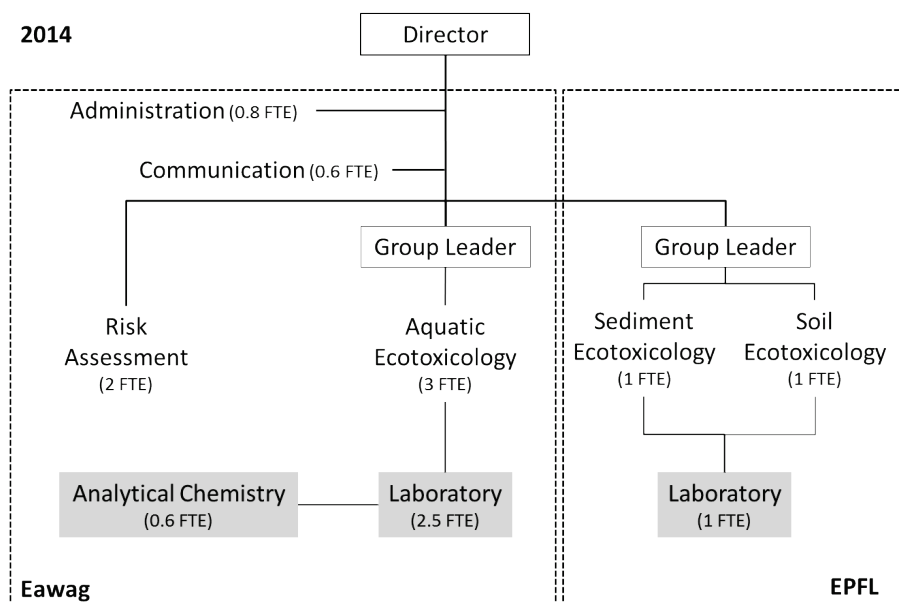 2014
Director
Administration (0.8 FTE)
Communication (0.6 FTE)
Group Leader
Group Leader
Risk
Assessment
(2 FTE)
Aquatic
Ecotoxicology
(3 FTE)
Sediment
Ecotoxicology
(1 FTE)
Soil
Ecotoxicology
(1 FTE)
Analytical Chemistry
(0.6 FTE)
Laboratory
(2.5 FTE)
Laboratory
(1 FTE)
Eawag
EPFL